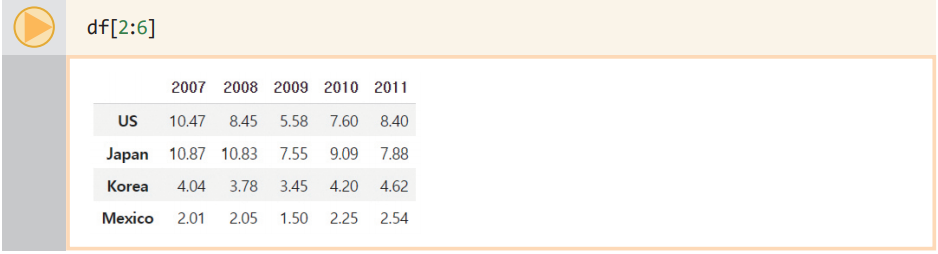 df[2:6]
2007 2008 2009 2010 2011
US 10.47 8.45 5.58 7.60 8.40
Japan 10.87 10.83 7.55 9.09 7.88
Korea 4.04 3.78 3.45 4.20 4.62
Mexico 2.01 2.05 1.50 2.25 2.54